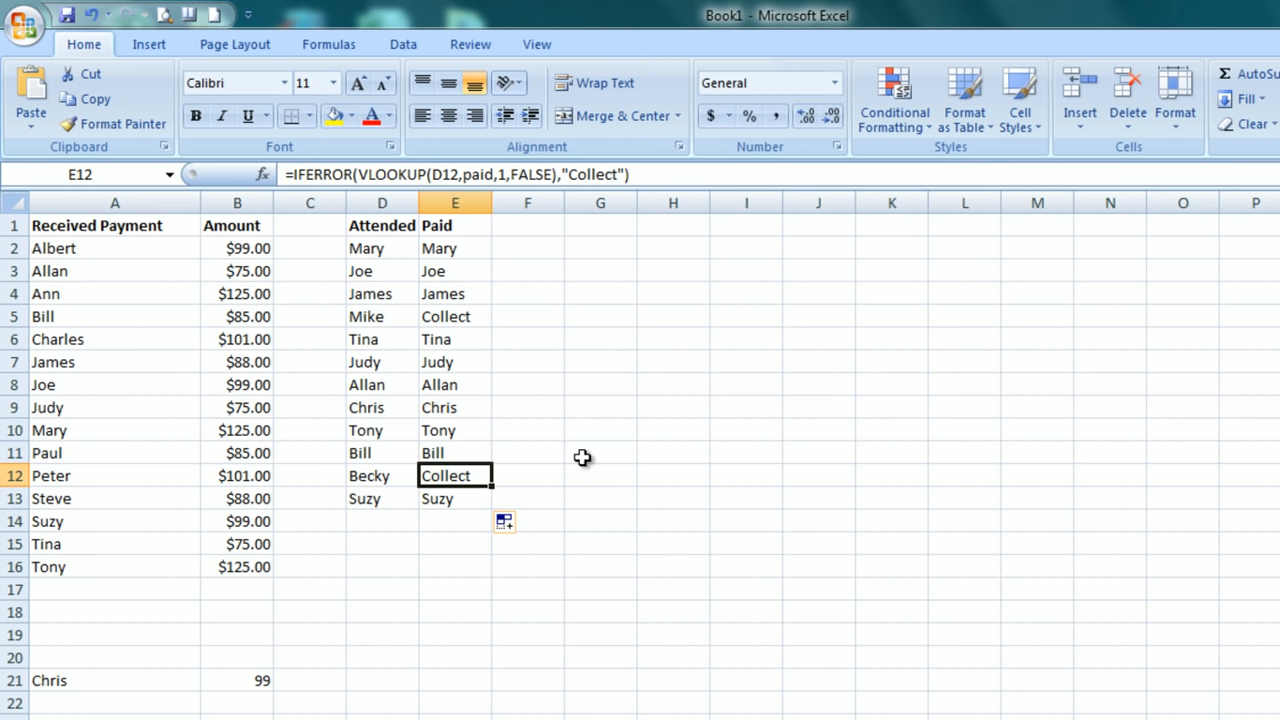 Book1 - Microsoft Excel
Home Insert Page Layout Formulas Data Review View
Cut
Copy
Format Painter
Paste
Clipboard
Calibri 11
B I U
Font
Wrap Text
Merge & Center
Alignment
General
$ % ,
Number
Conditional Formatting
Format as Table
Cell Styles
Styles
Insert Delete Format
Cells
Σ AutoSu
Fill
Clear
E12 fx =IFERROR(VLOOKUP(D12,paid,1,FALSE),"Collect")
A B C D E F G H I J K L M N O P
1 Received Payment Amount Attended Paid
2 Albert $99.00 Mary Mary
3 Allan $75.00 Joe Joe
4 Ann $125.00 James James
5 Bill $85.00 Mike Collect
6 Charles $101.00 Tina Tina
7 James $88.00 Judy Judy
8 Joe $99.00 Allan Allan
9 Judy $75.00 Chris Chris
10 Mary $125.00 Tony Tony
11 Paul $85.00 Bill Bill
12 Peter $101.00 Becky Collect
13 Steve $88.00 Suzy Suzy
14 Suzy $99.00
15 Tina $75.00
16 Tony $125.00
17
18
19
20
21 Chris 99
22